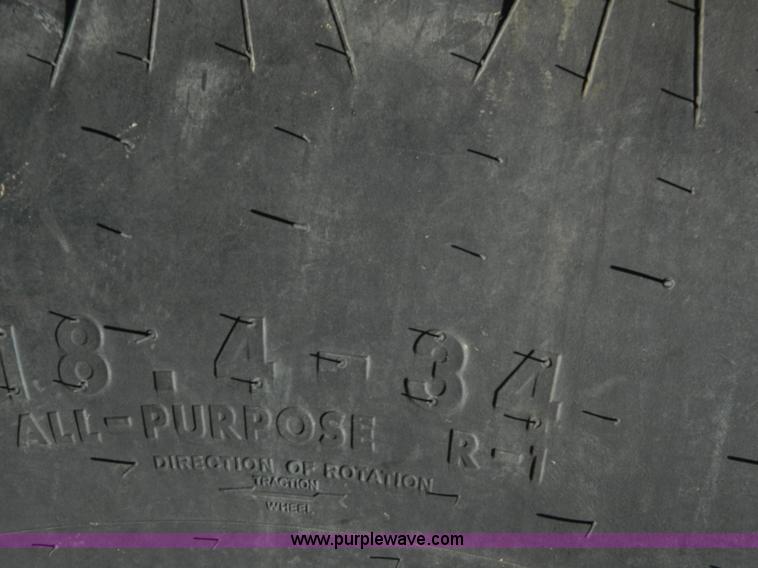 18.4-34
ALL-PURPOSE R-1
DIRECTION OF ROTATION
TRACTION
WHEEL
www.purplewave.com